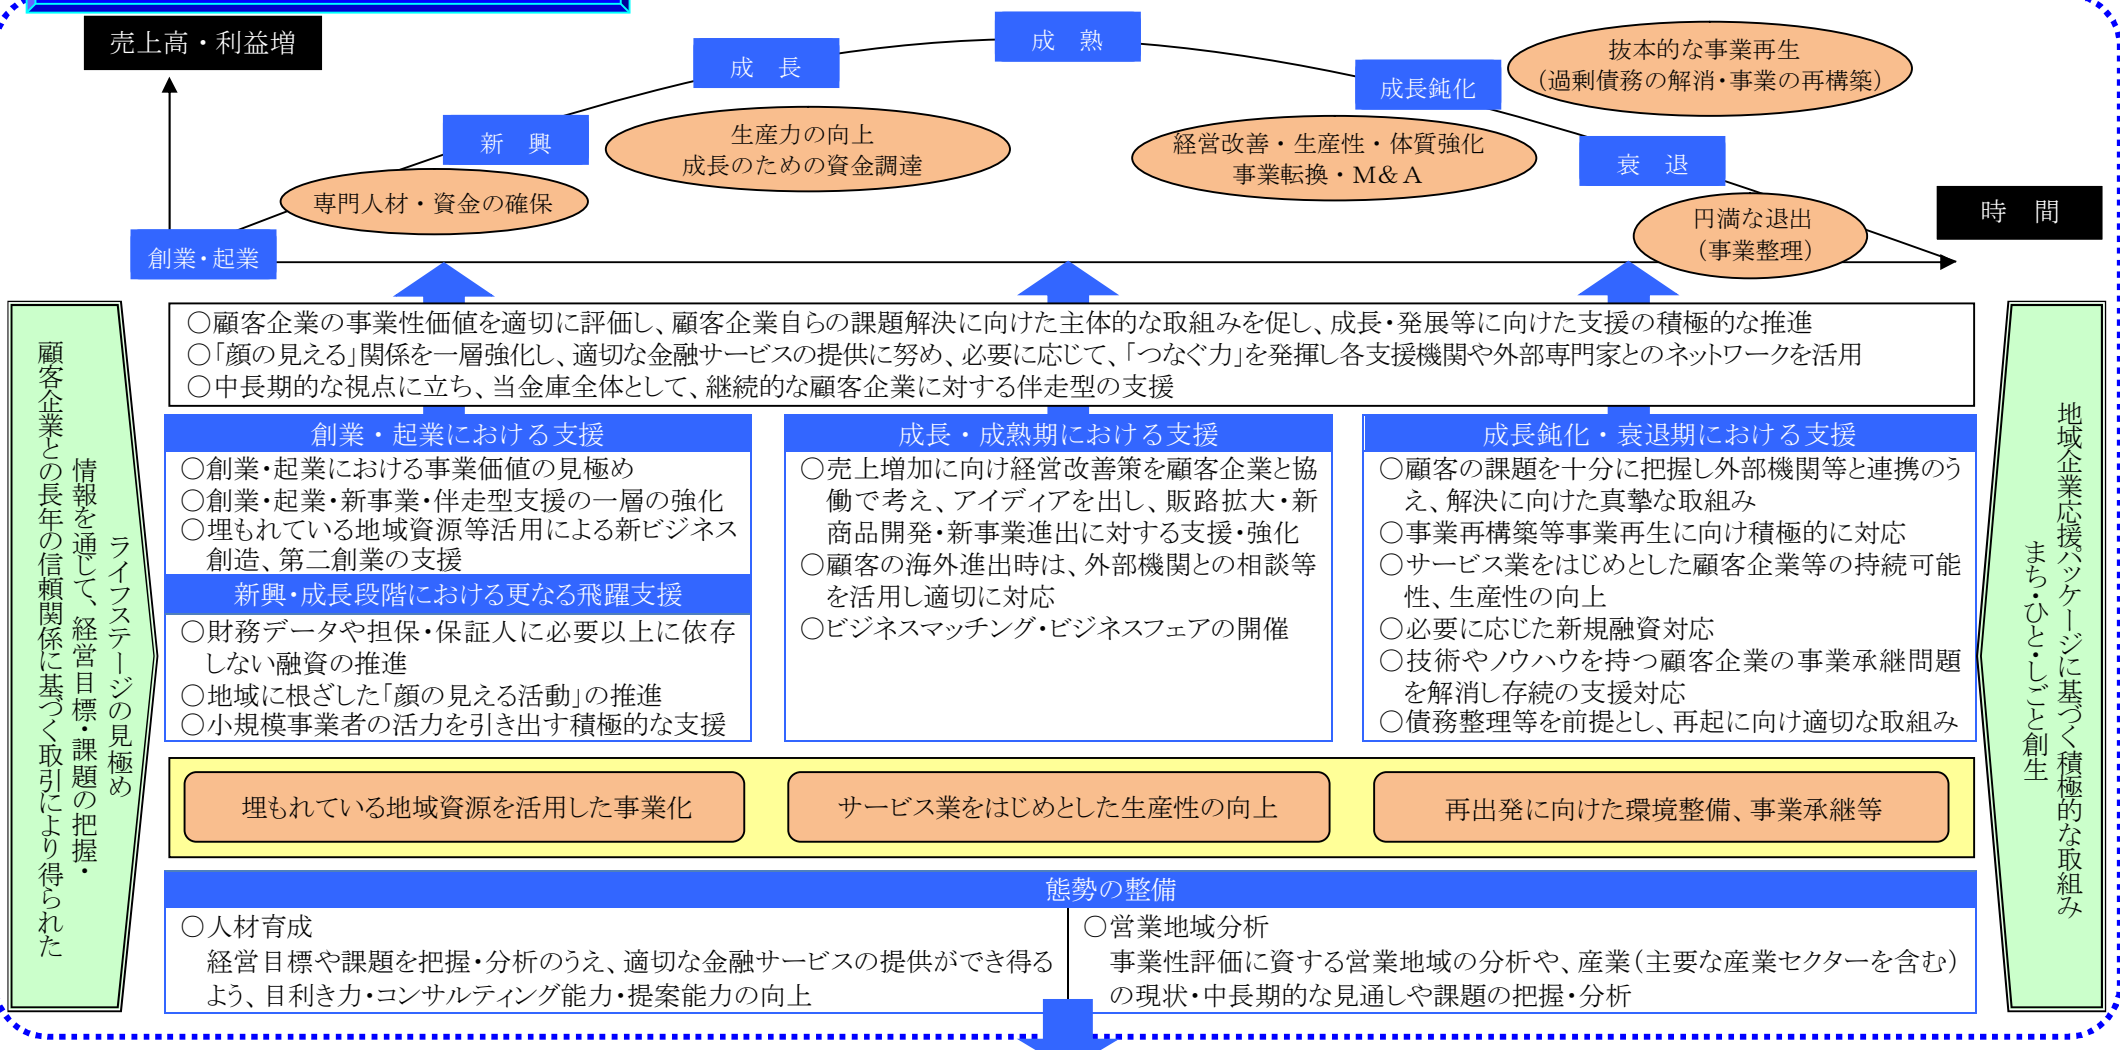 売上高・利益増
成　熟
成　長
成長鈍化
抜本的な事業再生
（過剰債務の解消・事業の再構築）
新　興
生産力の向上
成長のための資金調達
経営改善・生産性・体質強化
事業転換・Ｍ＆Ａ
衰　退
専門人材・資金の確保
円満な退出
（事業整理）
時　間
創業・起業
○顧客企業の事業性価値を適切に評価し、顧客企業自らの課題解決に向けた主体的な取組みを促し、成長・発展等に向けた支援の積極的な推進
○「顔の見える」関係を一層強化し、適切な金融サービスの提供に努め、必要に応じて、「つなぐ力」を発揮し各支援機関や外部専門家とのネットワークを活用
○中長期的な視点に立ち、当金庫全体として、継続的な顧客企業に対する伴走型の支援
ライフステージの見極め
情報を通じて、経営目標・課題の把握・
顧客企業との長年の信頼関係に基づく取引により得られた
創業・起業における支援
○創業・起業における事業価値の見極め
○創業・起業・新事業・伴走型支援の一層の強化
○埋もれている地域資源等活用による新ビジネス
創造、第二創業の支援
新興・成長段階における更なる飛躍支援
○財務データや担保・保証人に必要以上に依存
しない融資の推進
○地域に根ざした「顔の見える活動」の推進
○小規模事業者の活力を引き出す積極的な支援
成長・成熟期における支援
○売上増加に向け経営改善策を顧客企業と協
働で考え、アイディアを出し、販路拡大・新
商品開発・新事業進出に対する支援・強化
○顧客の海外進出時は、外部機関との相談等
を活用し適切に対応
○ビジネスマッチング・ビジネスフェアの開催
成長鈍化・衰退期における支援
○顧客の課題を十分に把握し外部機関等と連携のう
え、解決に向けた真摯な取組み
○事業再構築等事業再生に向け積極的に対応
○サービス業をはじめとした顧客企業等の持続可能
性、生産性の向上
○必要に応じた新規融資対応
○技術やノウハウを持つ顧客企業の事業承継問題
を解消し存続の支援対応
○債務整理等を前提とし、再起に向け適切な取組み
地域企業応援パッケージに基づく積極的な取組み
まち・ひと・しごと創生
埋もれている地域資源を活用した事業化
サービス業をはじめとした生産性の向上
再出発に向けた環境整備、事業承継等
態勢の整備
○人材育成
経営目標や課題を把握・分析のうえ、適切な金融サービスの提供ができ得る
よう、目利き力・コンサルティング能力・提案能力の向上
○営業地域分析
事業性評価に資する営業地域の分析や、産業（主要な産業セクターを含む）
の現状・中長期的な見通しや課題の把握・分析